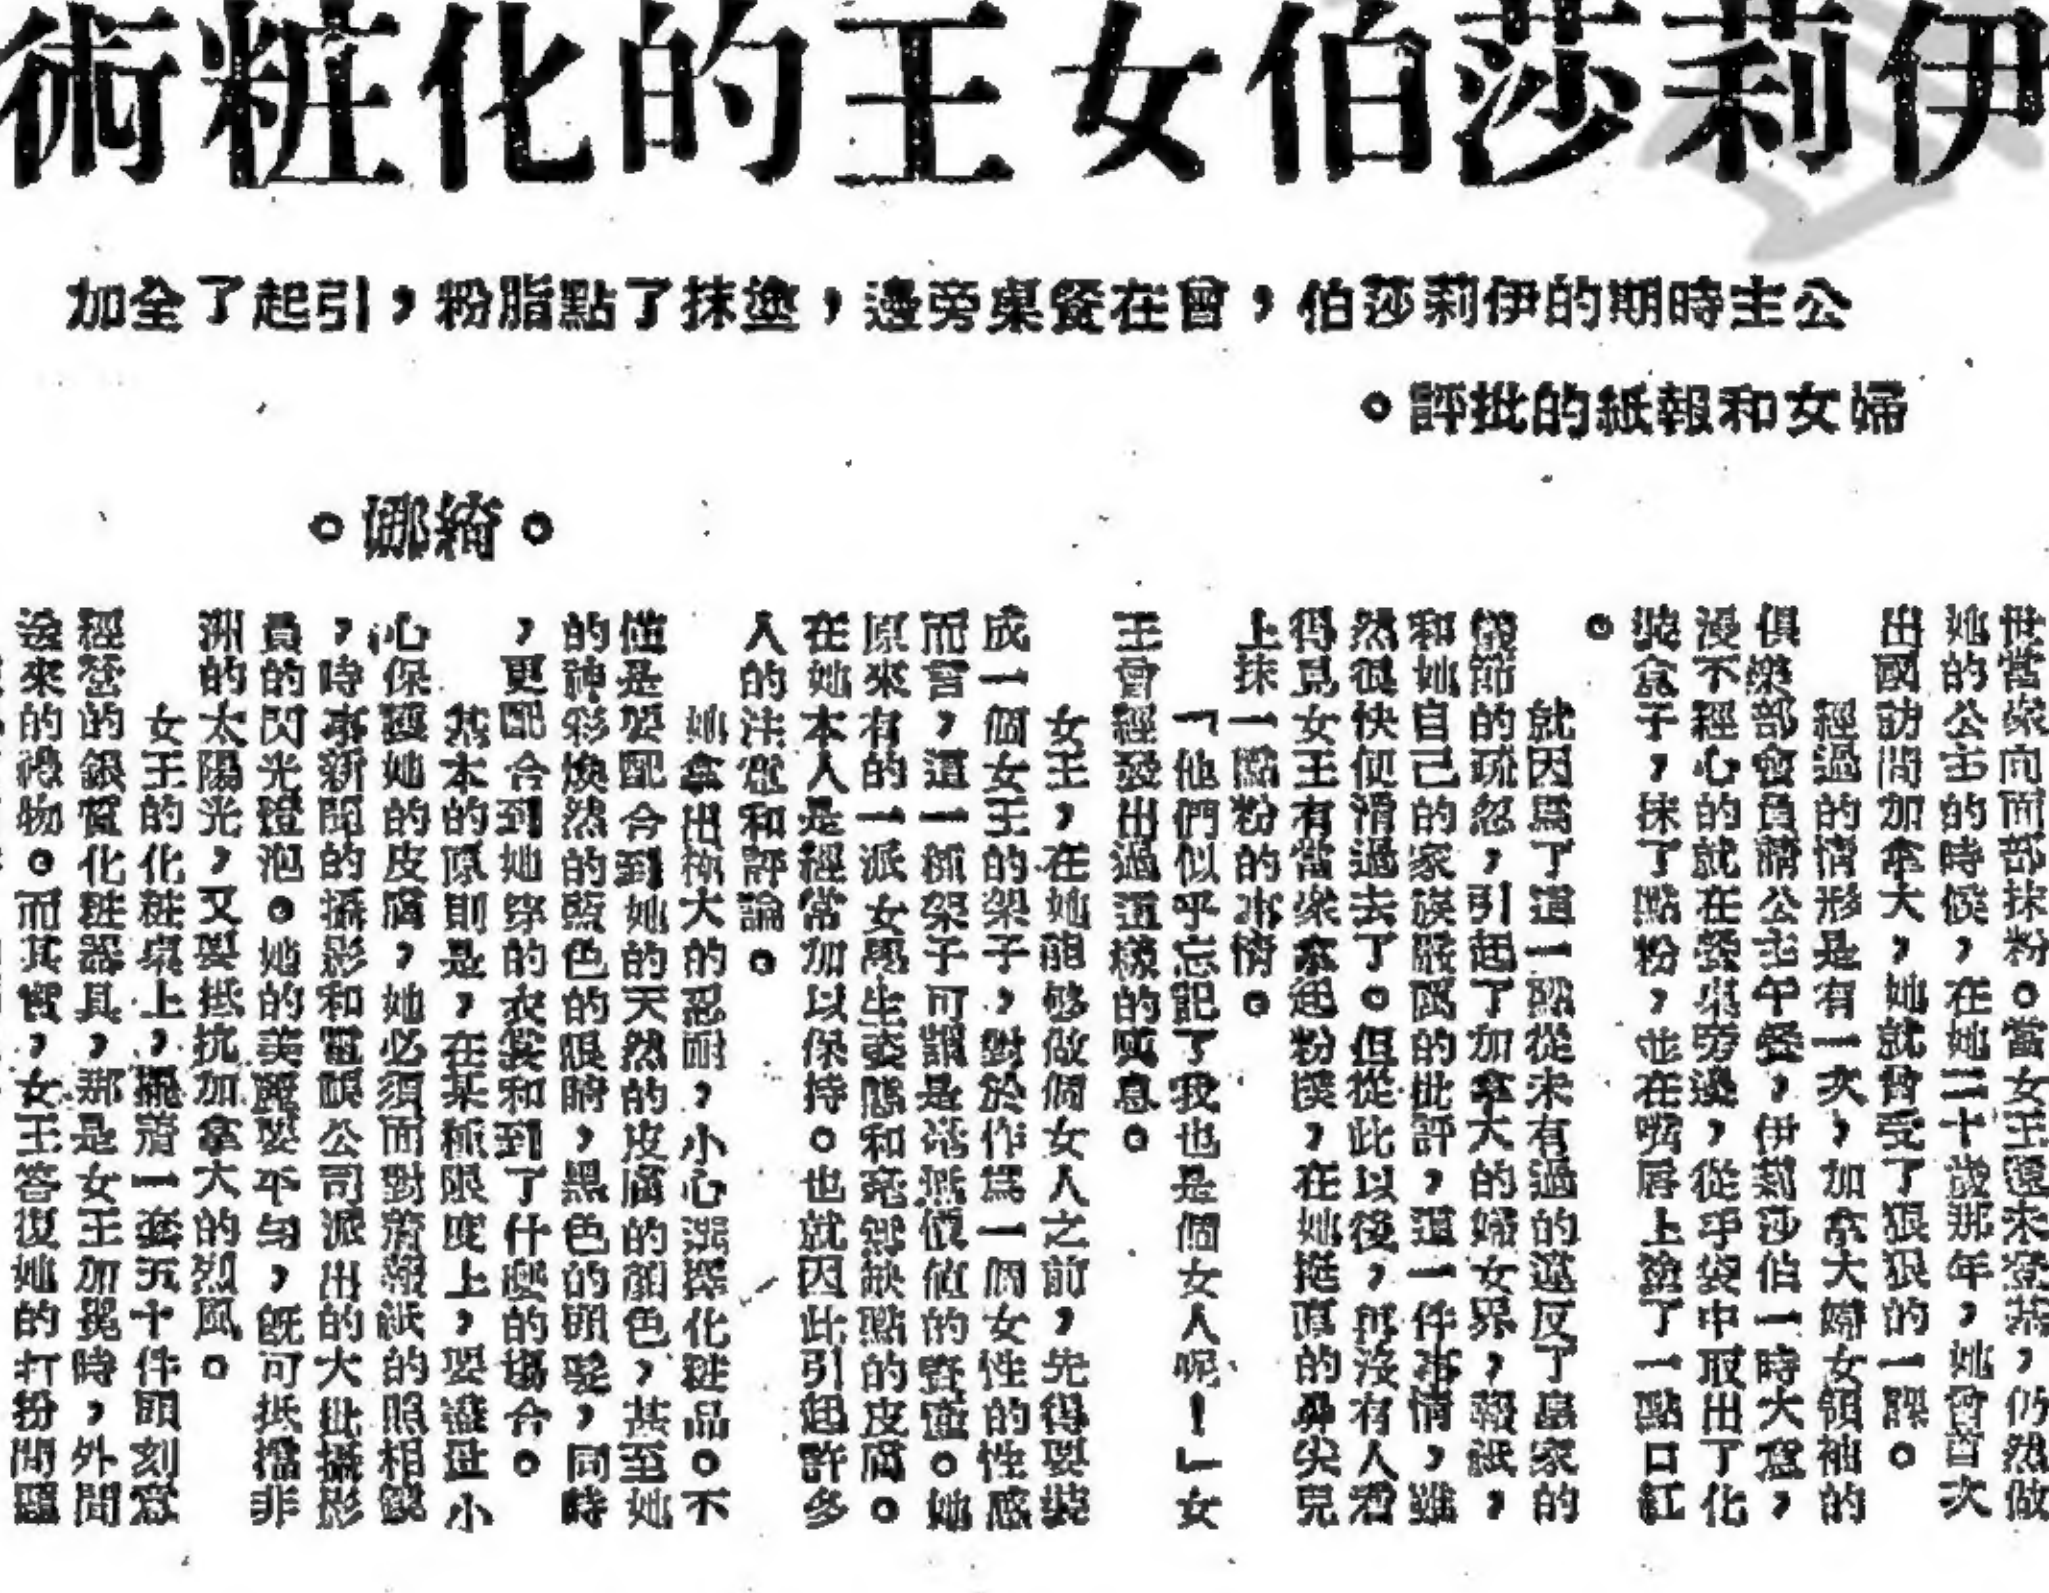 伊莉莎伯女王的化粧術
公主時期的伊莉莎伯，曾在餐桌旁邊，塗抹了點脂粉，引起了全加
婦女和報紙的批評。
。綺娜。
世當衆向面部抹粉。當女王還未登基，仍然做
她的公主的時候，在她二十歲那年，她曾首次
出國訪問加拿大，她就曾受了狠狠的一課。
經過的情形是有一次，加拿大婦女領袖的
俱樂部會員請公主午餐，伊莉莎伯一時大意，
漫不經心的就在餐桌旁邊，從手袋中取出了化
裝盒子，抹了點粉，並在嘴唇上塗了一點口紅
。
就因爲了這一點從未有過的違反了皇家的
儀節的疏忽，引起了加拿大的婦女界，報紙，
和她自己的家族嚴厲的批評，這一件事情，雖
然很快便滑過去了。但從此以後，再沒有人看
得見女王有當衆拿起粉撲，在她挺直的鼻尖兒
上抹一點粉的事情。
「他們似乎忘記了我也是個女人呢！」女
王曾經發出過這樣的嘆息。
女王，在她能够做個女人之前，先得要裝
成一個女王的架子，對於作爲一個女性的性感
而言，這一種架子可謂是毫無價值的。她
原來有的一派女學生姿態和毫無缺點的皮膚。
在她本人是經常加以保持。也就因此引起許多
人的注意和評論。
她拿出極大的忍耐，小心選擇化粧品。不
僅是要配合到她的天然的皮膚的顏色，甚至她
的神彩煥然的藍色的眼睛，黑色的頭髮，同時
，更配合到她穿的衣裳和到了什麼的塲合。
基本的原則是，在某種限度上，要盡量小
心保護她的皮膚，她必須面對着報紙的照相鏡
，時事新聞的攝影和電視公司派出的大批攝影
員的閃光燈泡。她的美麗要平均，既可抵擋非
洲的太陽光，又要抵抗加拿大的烈風。
女王的化粧桌上，擺着一套五十件頭刻意
經營的銀質化粧器具，那是女王加冕時，外間
送來的禮物。而其實，女王答復她的打扮問題